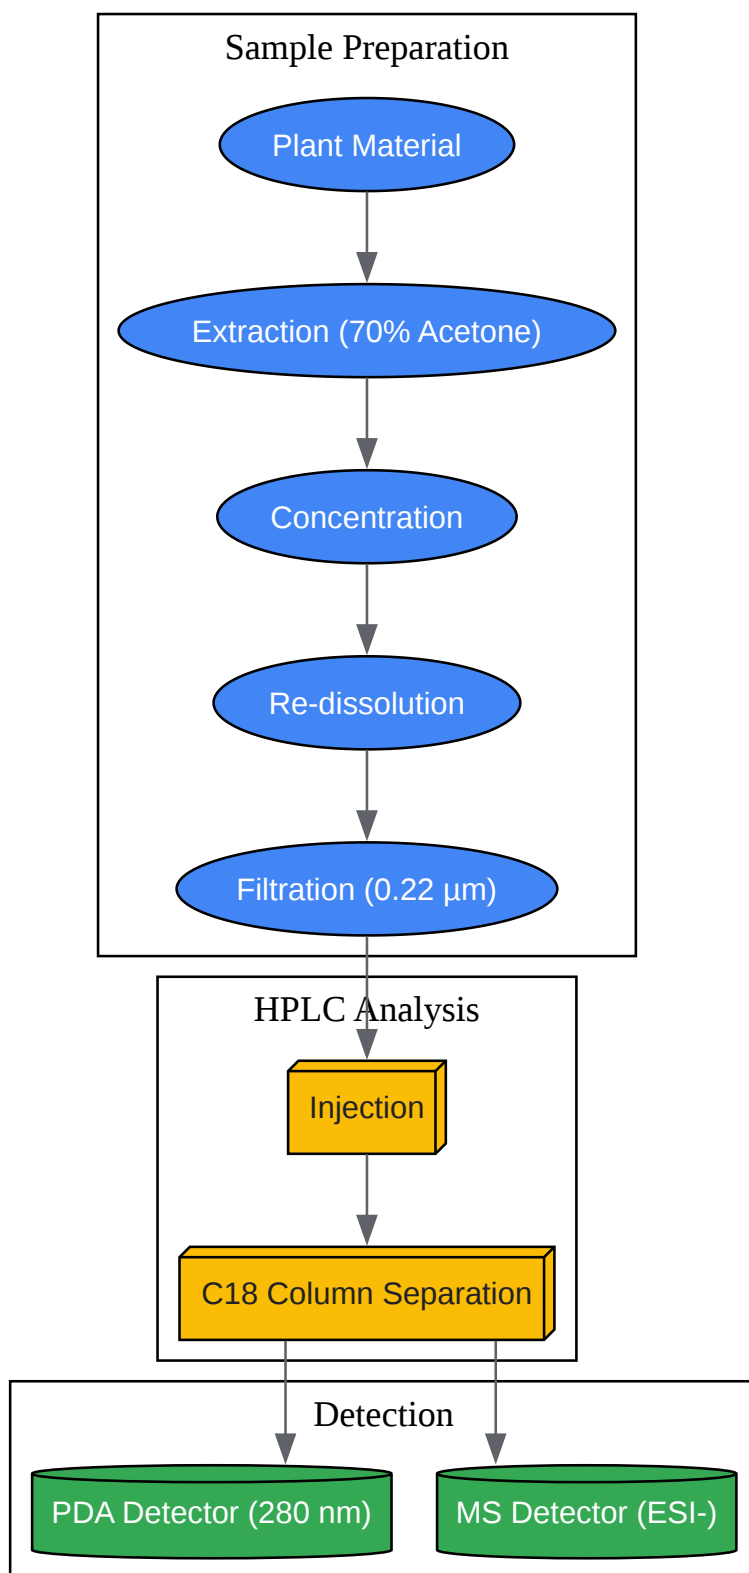 Sample Preparation
Plant Material
Extraction (70% Acetone)
Concentration
Re-dissolution
Filtration (0.22 µm)
HPLC Analysis
Injection
C18 Column Separation
Detection
PDA Detector (280 nm)
MS Detector (ESI-)